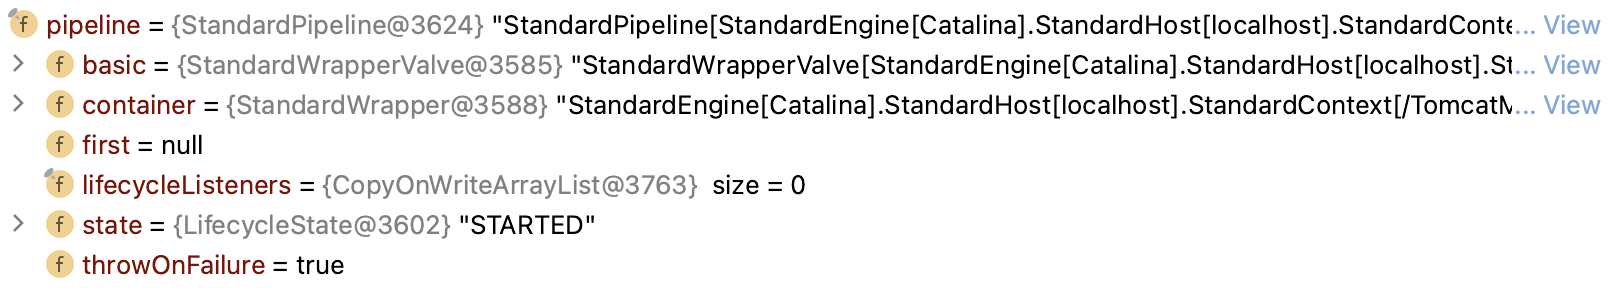 f pipeline = {StandardPipeline@3624} "StandardPipeline[StandardEngine[Catalina].StandardHost[localhost].StandardConte... View
f basic = {StandardWrapperValve@3585} "StandardWrapperValve[StandardEngine[Catalina].StandardHost[localhost].St... View
f container = {StandardWrapper@3588} "StandardEngine[Catalina].StandardHost[localhost].StandardContext[/TomcatM... View
f first = null
f lifecycleListeners = {CopyOnWriteArrayList@3763} size = 0
f state = {LifecycleState@3602} "STARTED"
f throwOnFailure = true